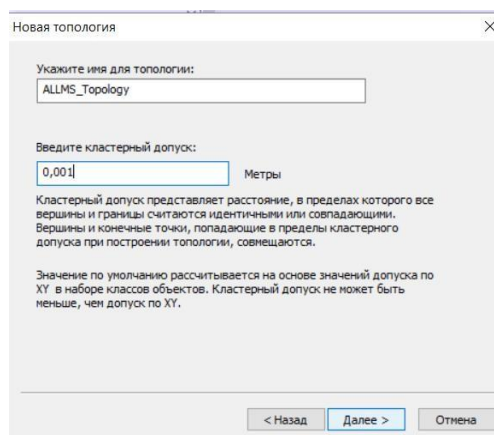 Новая топология
Укажите имя для топологии:
ALLMS_Topology
Введите кластерный допуск:
0,001
Метры
Кластерный допуск представляет расстояние, в пределах которого все
вершины и границы считаются идентичными или совпадающими.
Вершины и конечные точки, попадающие в пределы кластерного
допуска при построении топологии, совмещаются.
Значение по умолчанию рассчитывается на основе значений допуска по
XY в наборе классов объектов. Кластерный допуск не может быть
меньше, чем допуск по XY.
< Назад
Далее >
Отмена